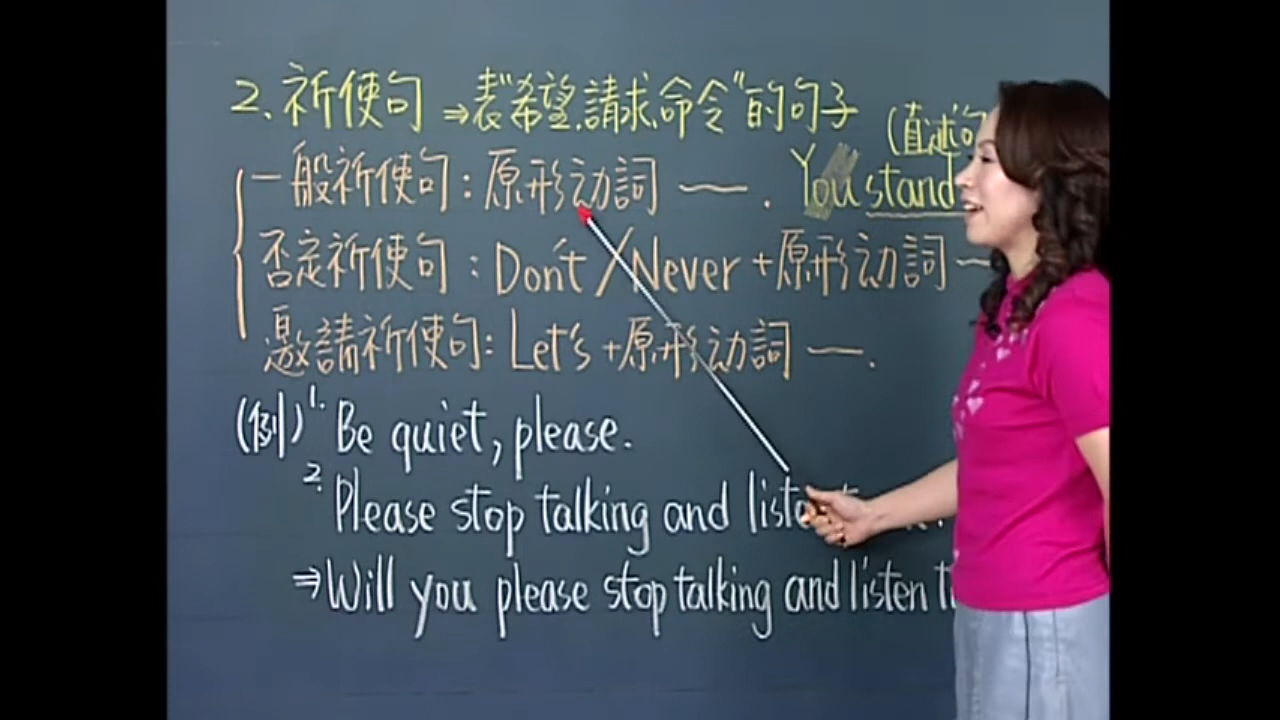 2. 祈使句 ⇒表“希望、請求、命令”的句子
(直述句
一般祈使句:原形动詞 —.
You stand
否定祈使句:Don't/Never+原形动詞—
邀請祈使句:Let's+原形动詞 —.
(例) 1. Be quiet, please.
2. Please stop talking and
⇒Will you please stop talking and listen